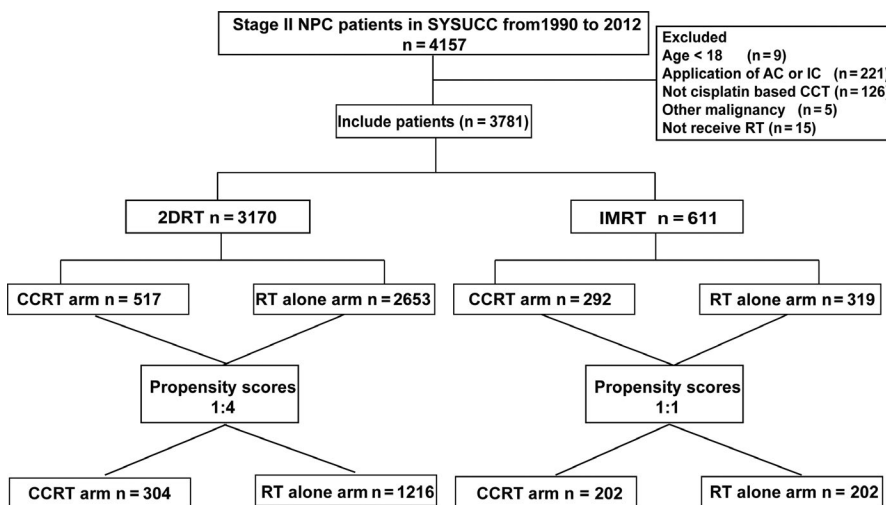 Stage II NPC patients in SYSUCC from1990 to 2012
n = 4157
Excluded
Age < 18 (n = 9)
Application of AC or IC (n = 221)
Not cisplatin based CCT (n = 126)
Other malignancy (n = 5)
Not receive RT (n = 15)
Include patients (n = 3781)
2DRT n = 3170
IMRT n = 611
CCRT arm n = 517
RT alone arm n = 2653
CCRT arm n = 292
RT alone arm n = 319
Propensity scores
1:4
Propensity scores
1:1
CCRT arm n = 304
RT alone arm n = 1216
CCRT arm n = 202
RT alone arm n = 202